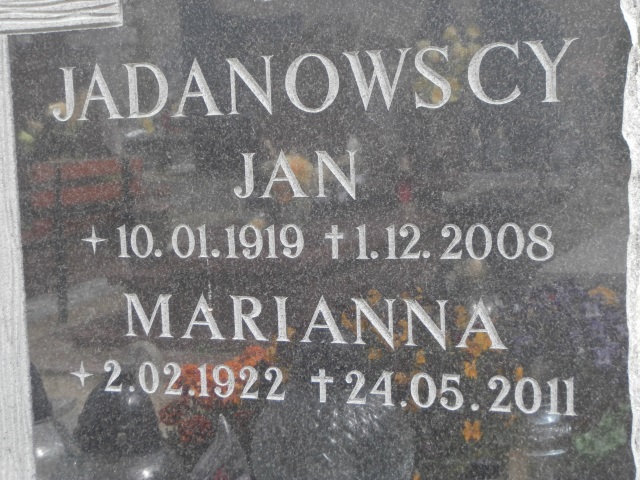 JADANOWSCY
JAN
+ 10.01.1919 † 1.12.2008
MARIANNA
+ 2.02.1922 † 24.05.2011